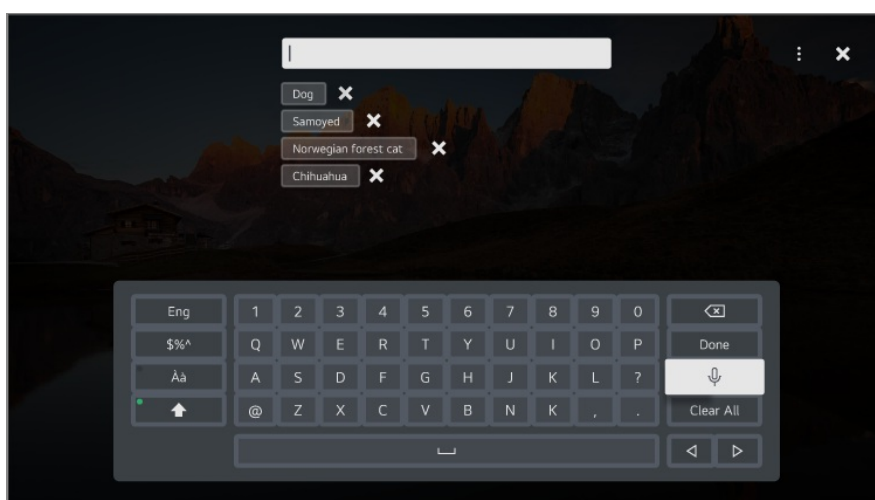 Dog
Samoyed
Norwegian forest cat
Chihuahua
Eng 1 2 3 4 5 6 7 8 9 0
$%^ Q W E R T Y U I O P Done
Àà A S D F G H J K L ?
@ Z X C V B N K , . Clear All